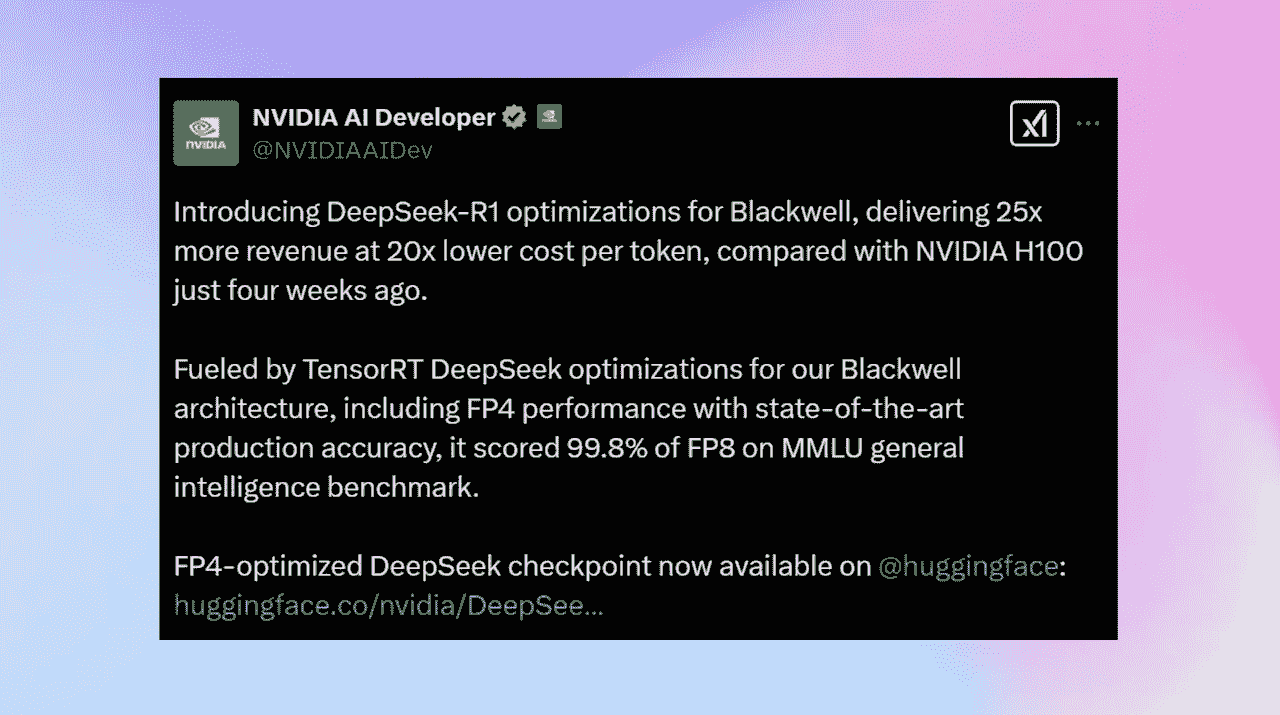 NVIDIA AI Developer
@NVIDIAAIDev
NVIDIA
Introducing DeepSeek-R1 optimizations for Blackwell, delivering 25x
more revenue at 20x lower cost per token, compared with NVIDIA H100
just four weeks ago.
Fueled by TensorRT DeepSeek optimizations for our Blackwell
architecture, including FP4 performance with state-of-the-art
production accuracy, it scored 99.8% of FP8 on MMLU general
intelligence benchmark.
FP4-optimized DeepSeek checkpoint now available on @huggingface:
huggingface.co/nvidia/DeepSee...